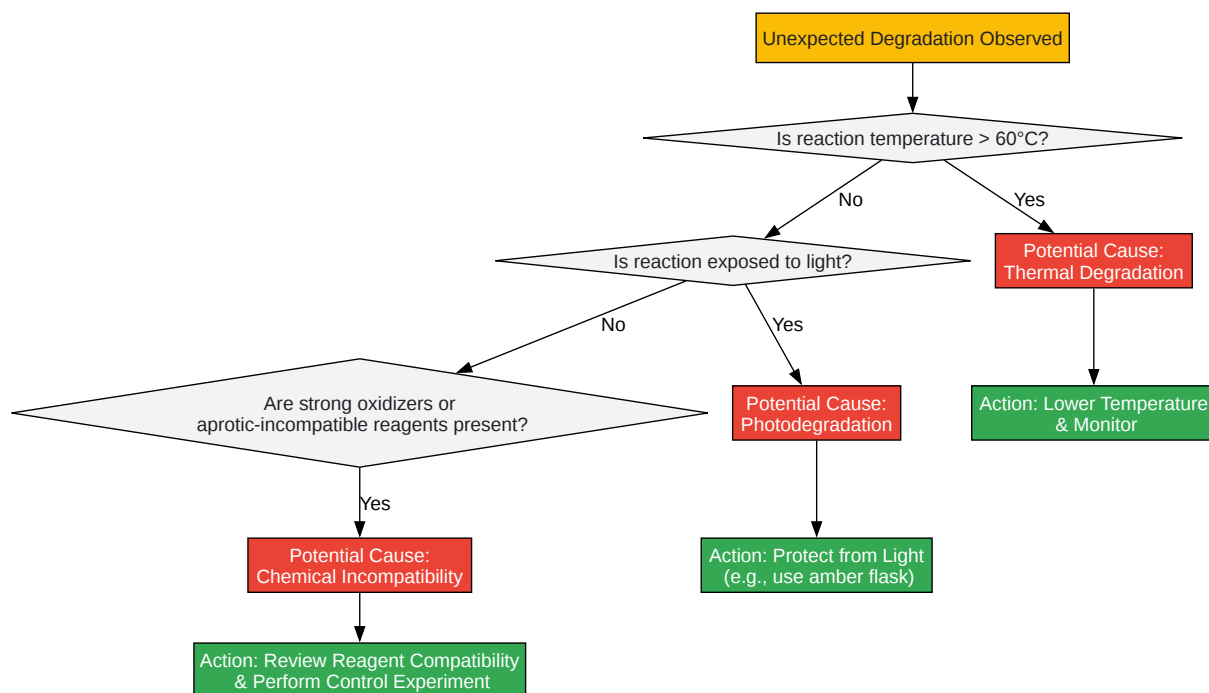 Unexpected Degradation Observed
Is reaction temperature > 60°C?
No
Yes
Is reaction exposed to light?
Potential Cause:
Thermal Degradation
No
Yes
Are strong oxidizers or
aprotic-incompatible reagents present?
Potential Cause:
Photodegradation
Action: Lower Temperature
& Monitor
Yes
Potential Cause:
Chemical Incompatibility
Action: Protect from Light
(e.g., use amber flask)
Action: Review Reagent Compatibility
& Perform Control Experiment